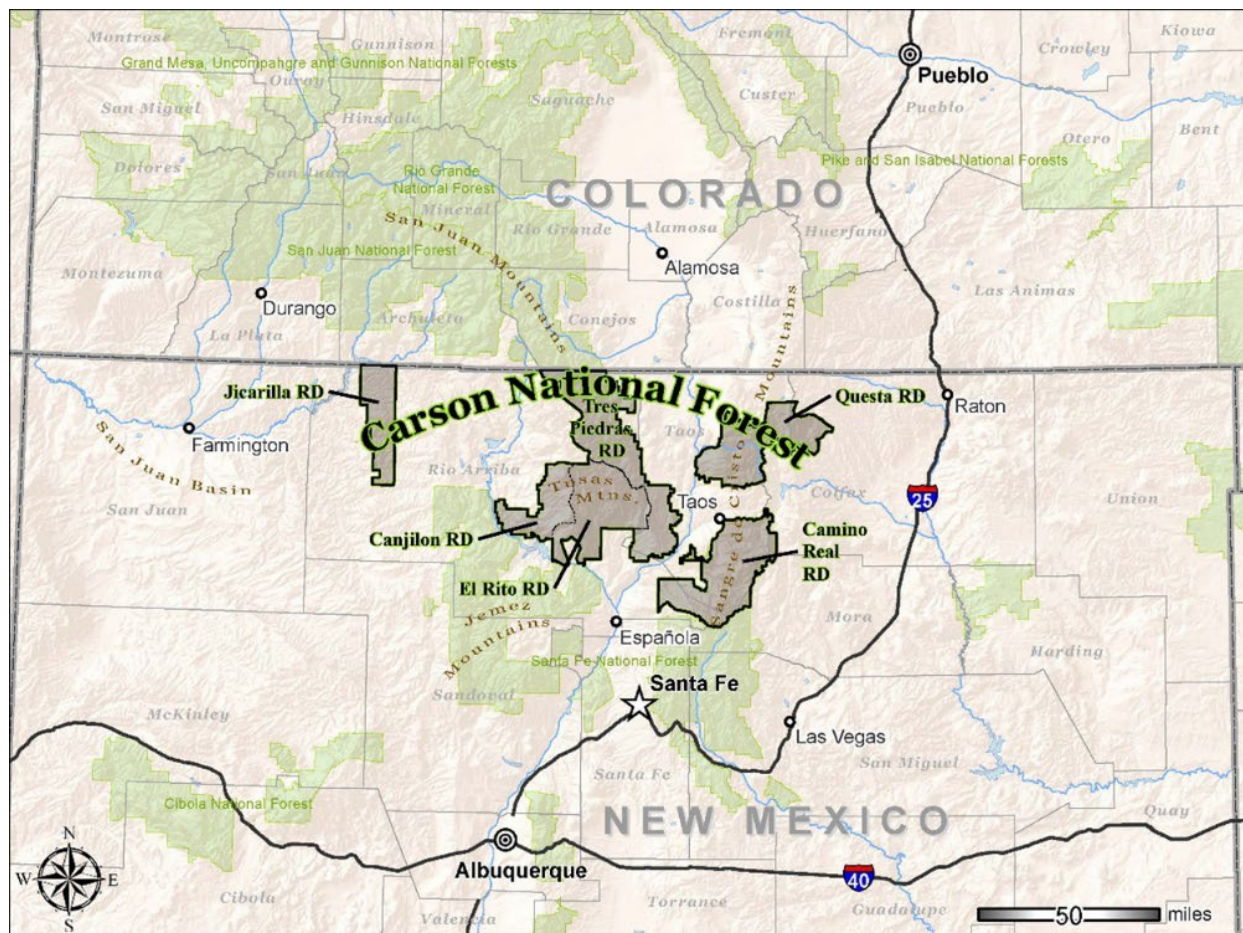 Montrose
Gunnison
Fremont
Crowley
Kiowa
Pueblo
Grand Mesa, Uncompahgre and Gunnison National Forests
Ouray
Saguache
Custer
Pueblo
San Miguel
Hinsdale
Otero
Bent
Dolores
San Juan
Rio Grande
National Forest
Pike and San Isabel National Forests
COLORADO
Mineral
San Juan Mountains
Rio Grande
Alamosa
Huerfano
San Juan National Forest
Montezuma
Alamosa
Durango
Costilla
Las Animas
La Plata
Archuleta
Conejos
Sangre de Cristo Mountains
Carson National Forest
Jicarilla RD
Tres
Piedras
RD
Questa RD
Raton
Farmington
Taos
San Juan Basin
Rio Arriba
Tusas
Mtns.
Taos
Colfax
25
Union
San Juan
Canjilon RD
Camino
Real
RD
El Rito RD
Jemez
Mountains
Española
Mora
Harding
Santa Fe National Forest
Sandoval
Santa Fe
McKinley
Las Vegas
San Miguel
Santa Fe
Cibola National Forest
NEW MEXICO
Quay
Albuquerque
40
N
W E
S
Cibola
Valencia
Torrance
Guadalupe
50 miles